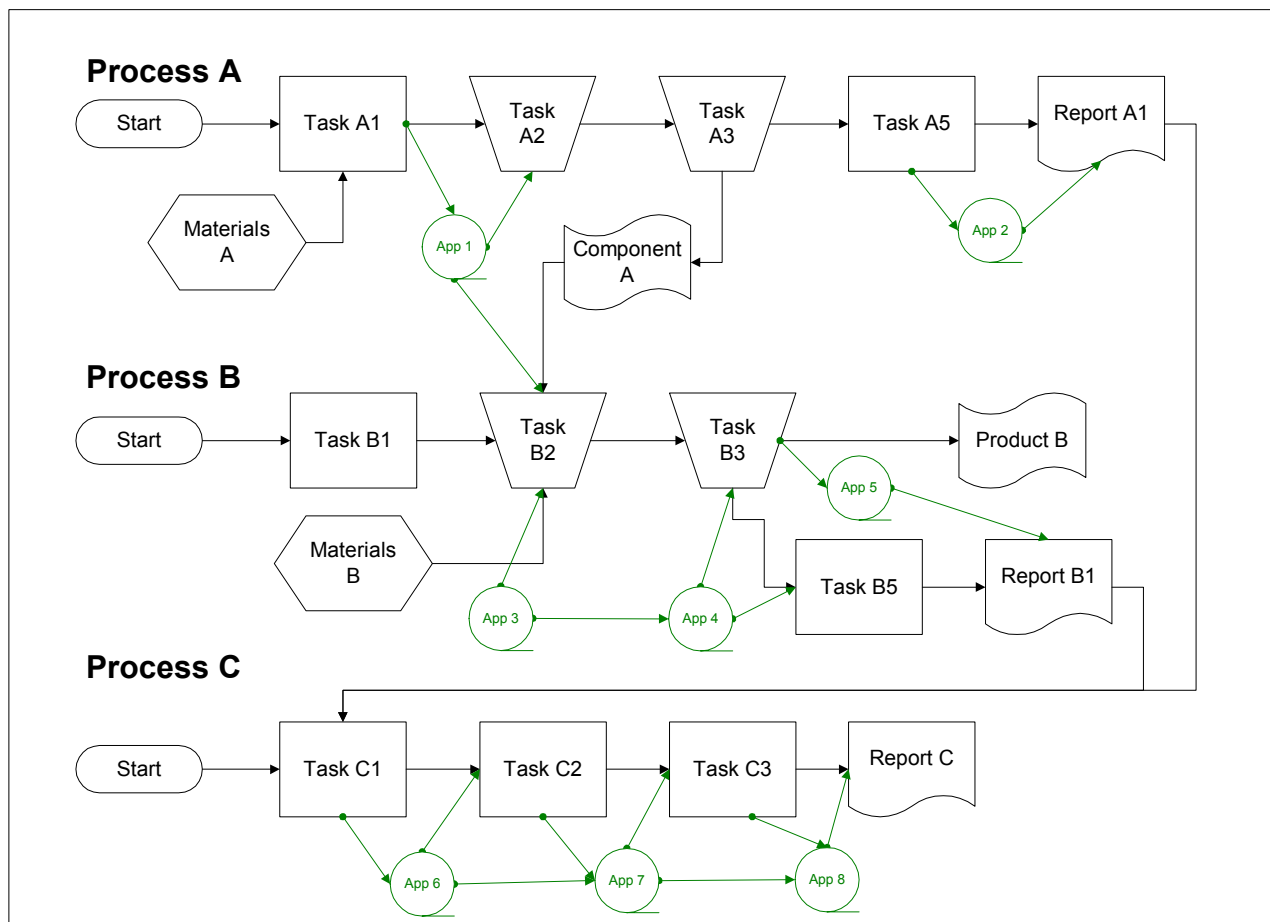 Process A
Start
Task A1
Task
A2
Task
A3
Task A5
Report A1
Materials
A
App 1
Component
A
App 2
Process B
Start
Task B1
Task
B2
Task
B3
Product B
App 5
Materials
B
App 3
App 4
Task B5
Report B1
Process C
Start
Task C1
Task C2
Task C3
Report C
App 6
App 7
App 8